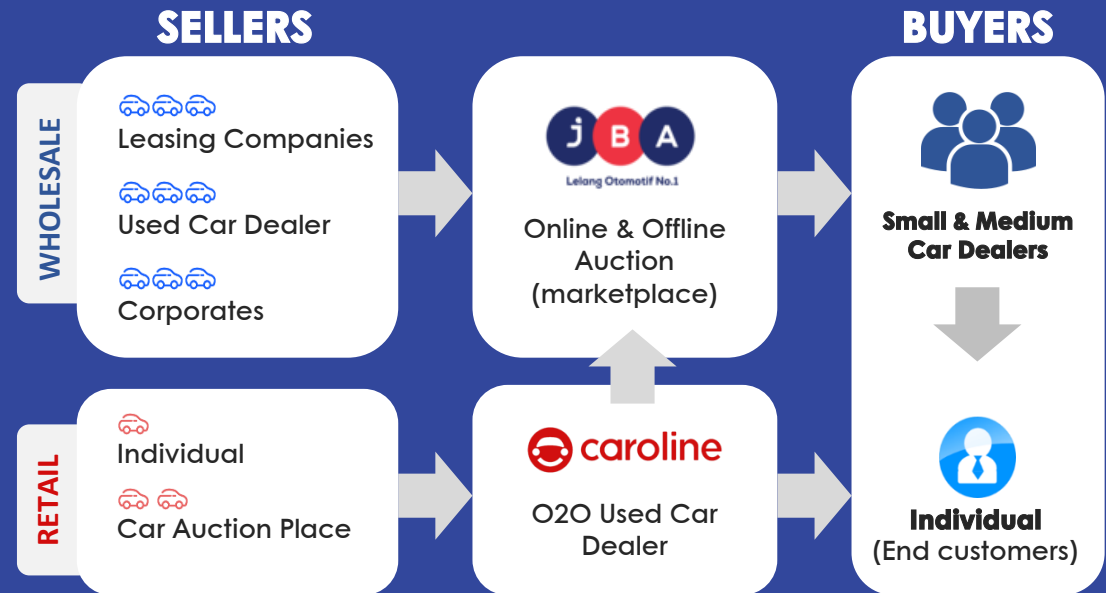 SELLERS
BUYERS
WHOLESALE
Leasing Companies
Used Car Dealer
Corporates
JBA
Lelang Otomotif No.1
Online & Offline
Auction
(marketplace)
Small & Medium
Car Dealers
RETAIL
Individual
Car Auction Place
caroline
O2O Used Car
Dealer
Individual
(End customers)